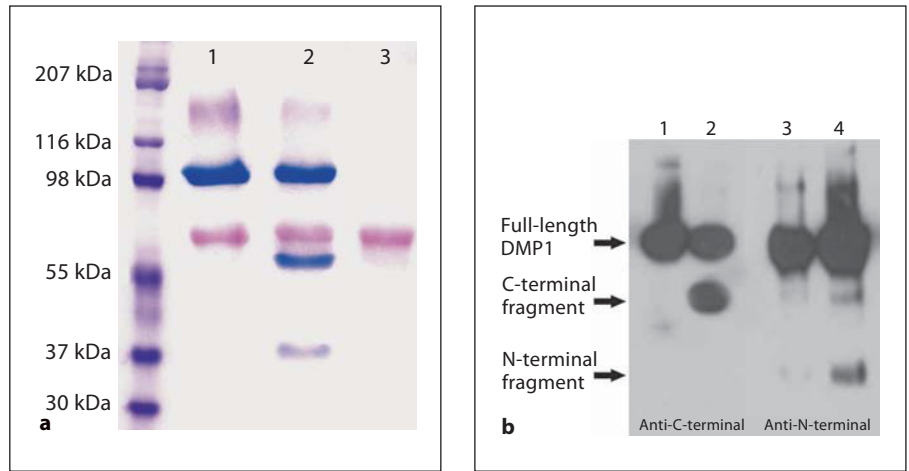 1 2 3
207 kDa
116 kDa
98 kDa
55 kDa
37 kDa
30 kDa
a
1 2 3 4
Full-length
DMP1
C-terminal
fragment
N-terminal
fragment
b
Anti-C-terminal Anti-N-terminal